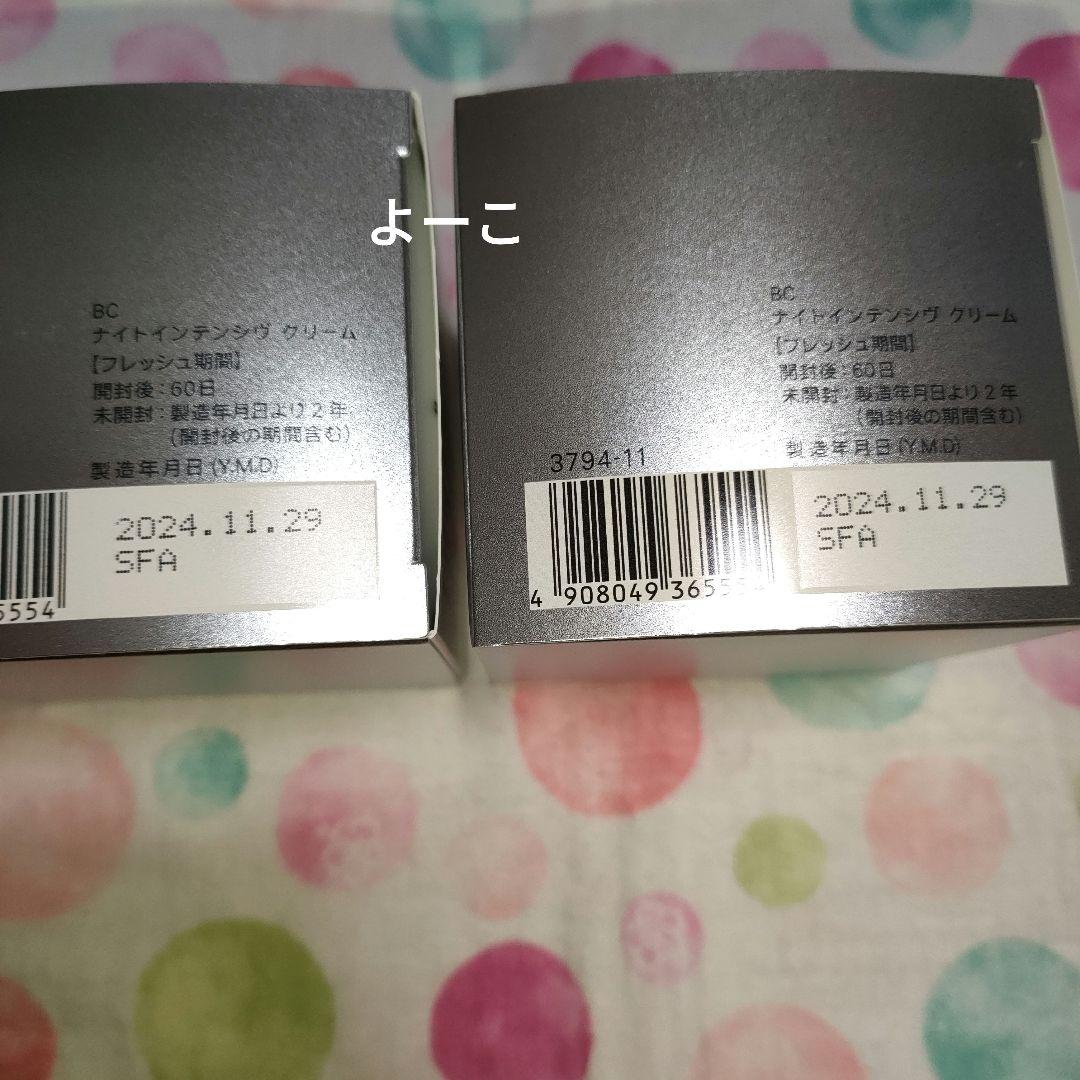 よーこ
BC
ナイトインテンシヴ クリーム
【フレッシュ期間】
開封後:60日
未開封:製造年月日より2年
(開封後の期間含む)
製造年月日(Y.M.D)
2024.11.29
SFA
5554
BC
ナイトインテンシヴ クリーム
【フレッシュ期間】
開封後:60日
未開封:製造年月日より2年
(開封後の期間含む)
製造年月日(Y.M.D)
3794-11
2024.11.29
SFA
4 908049